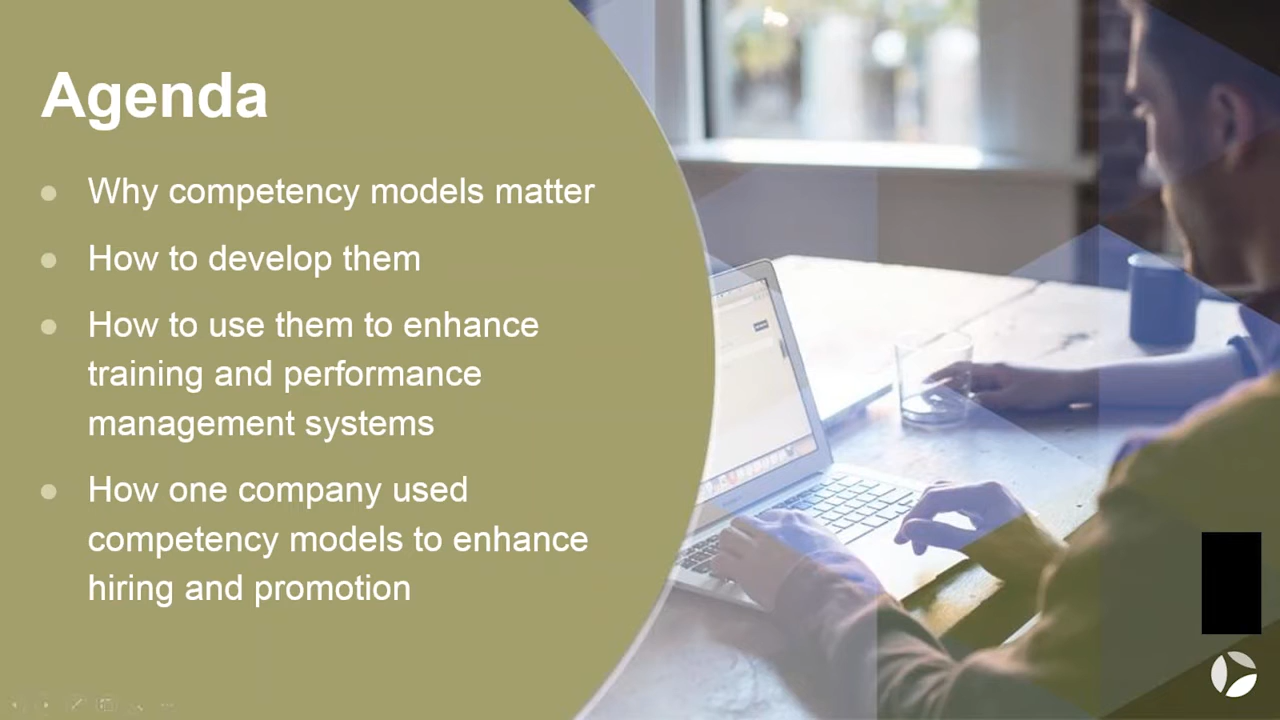 Agenda
Why competency models matter
How to develop them
How to use them to enhance
training and performance
management systems
How one company used
competency models to enhance
hiring and promotion